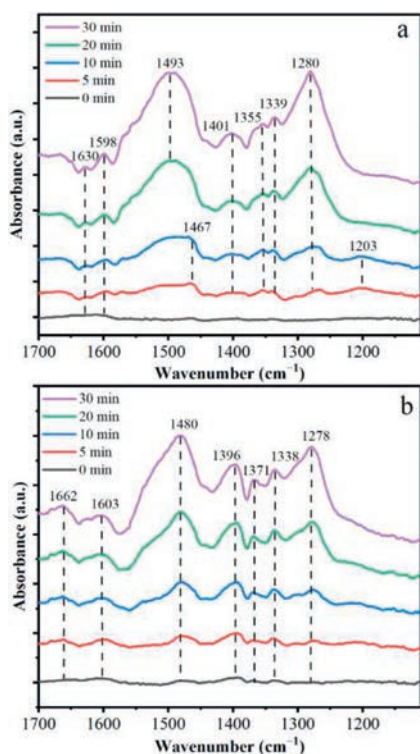 a
30 min
20 min
10 min
5 min
0 min
1493
1280
1339
1355
1401
1598
1630
1467
1203
Absorbance (a.u.)
1700 1600 1500 1400 1300 1200
Wavenumber (cm⁻¹)
b
30 min
20 min
10 min
5 min
0 min
1480
1278
1396
1371
1338
1662
1603
Absorbance (a.u.)
1700 1600 1500 1400 1300 1200
Wavenumber (cm⁻¹)